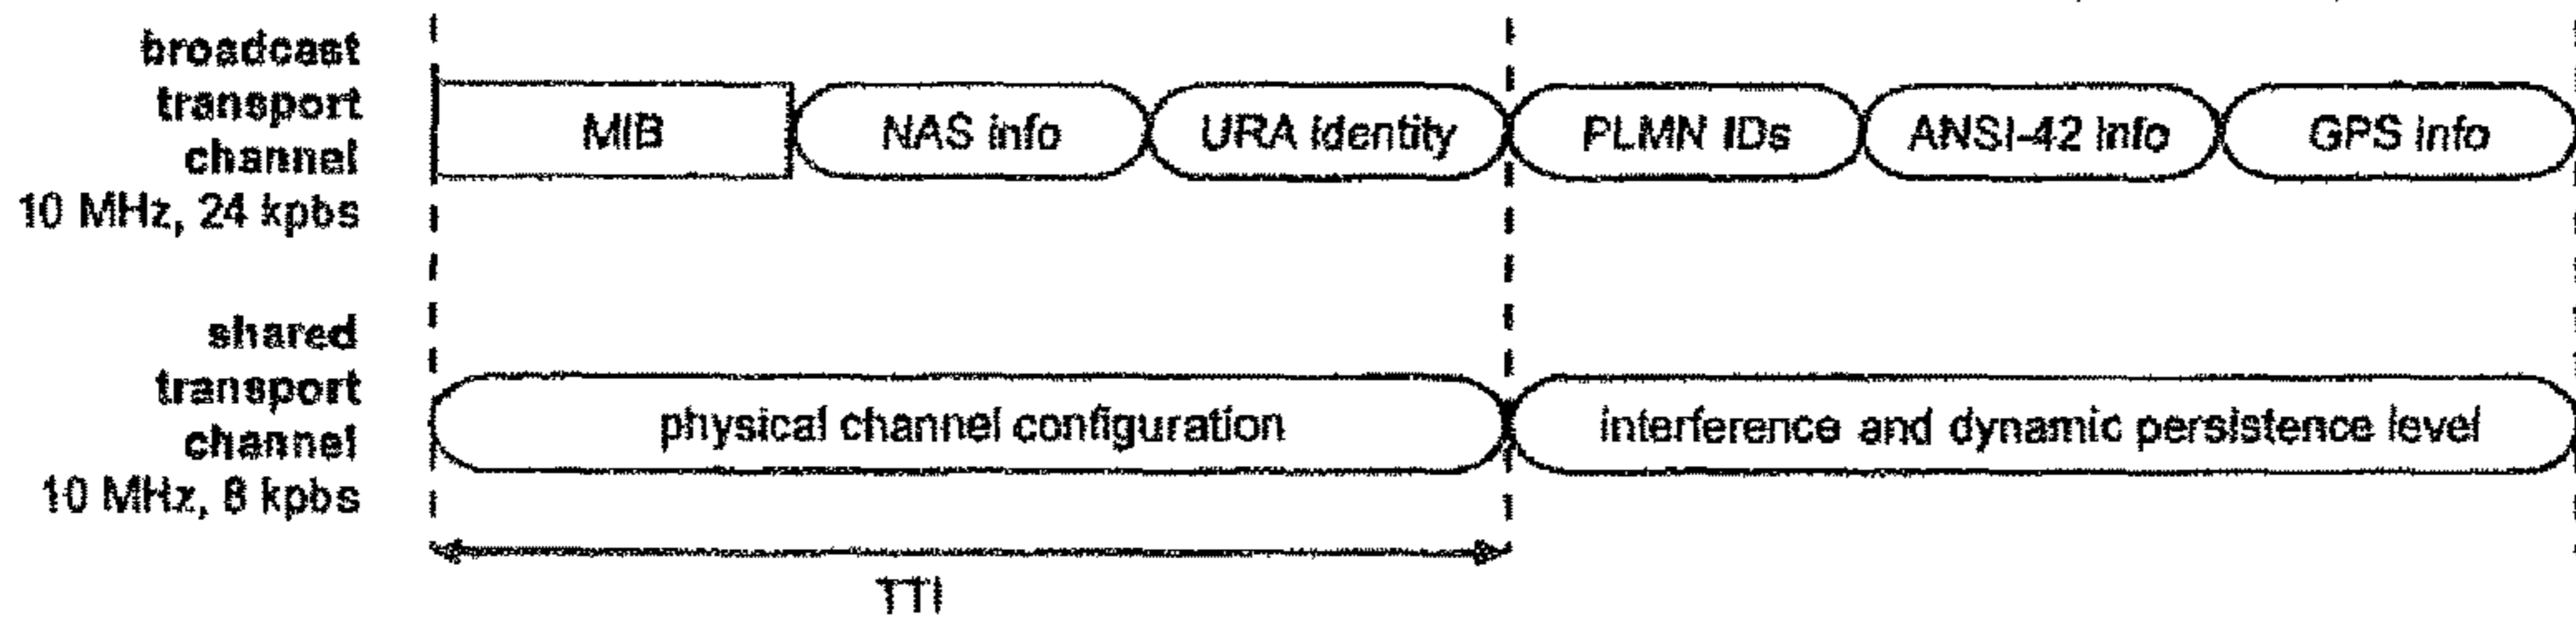 broadcast
transport
channel
10 MHz, 24 kpbs
MIB
NAS info
URA identity
PLMN IDs
ANSI-42 info
GPS info
shared
transport
channel
10 MHz, 8 kpbs
physical channel configuration
interference and dynamic persistence level
TTI